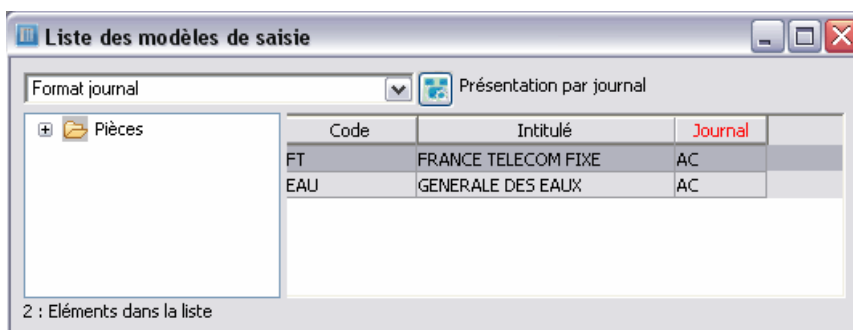 Liste des modèles de saisie
Format journal Présentation par journal
Pièces
Code Intitulé Journal
FT FRANCE TELECOM FIXE AC
EAU GENERALE DES EAUX AC
2 : Eléments dans la liste